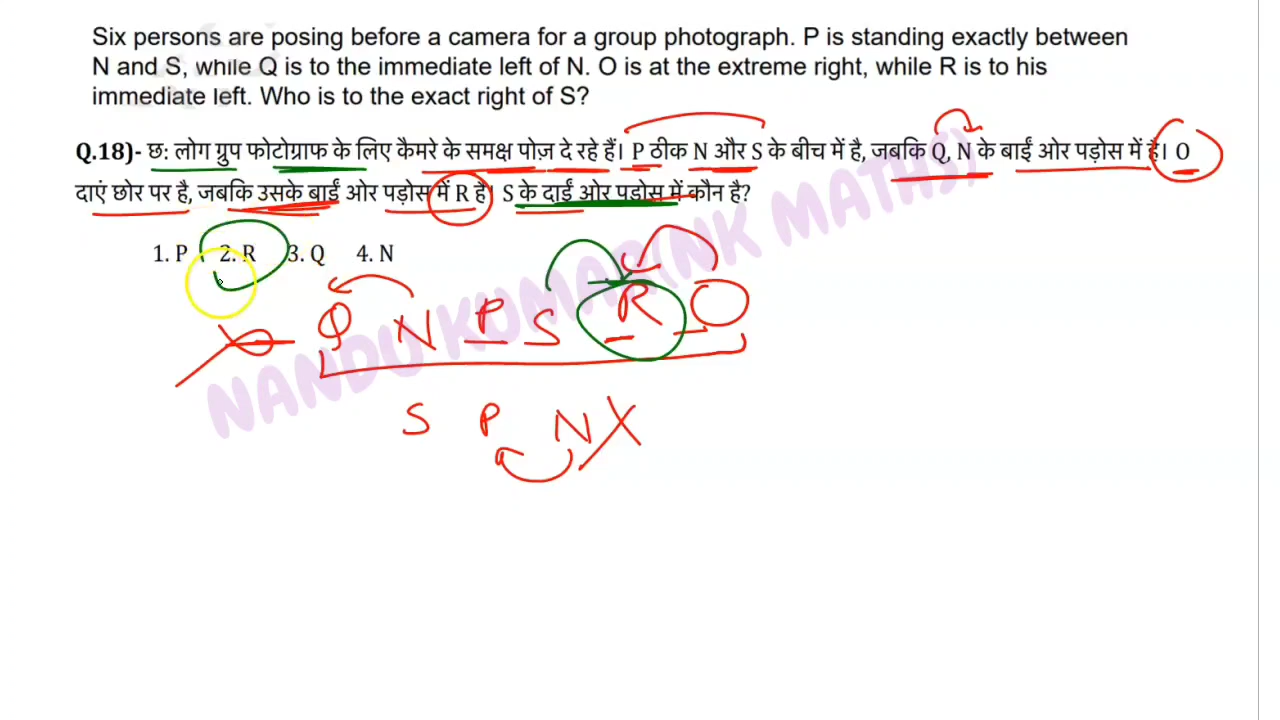 Six persons are posing before a camera for a group photograph. P is standing exactly between
N and S, while Q is to the immediate left of N. O is at the extreme right, while R is to his
immediate left. Who is to the exact right of S?
Q.18)- छ: लोग ग्रुप फोटोग्राफ के लिए कैमरे के समक्ष पोज़ दे रहे हैं। P ठीक N और S के बीच में है, जबकि Q, N के बाईं ओर पड़ोस में है। O
दाएं छोर पर है, जबकि उसके बाईं ओर पड़ोस में R है। S के दाईं ओर पड़ोस में कौन है?
1. P 2. R 3. Q 4. N
Q N P S R O
S P N X
NANDU KUMAR(NK MATHS)